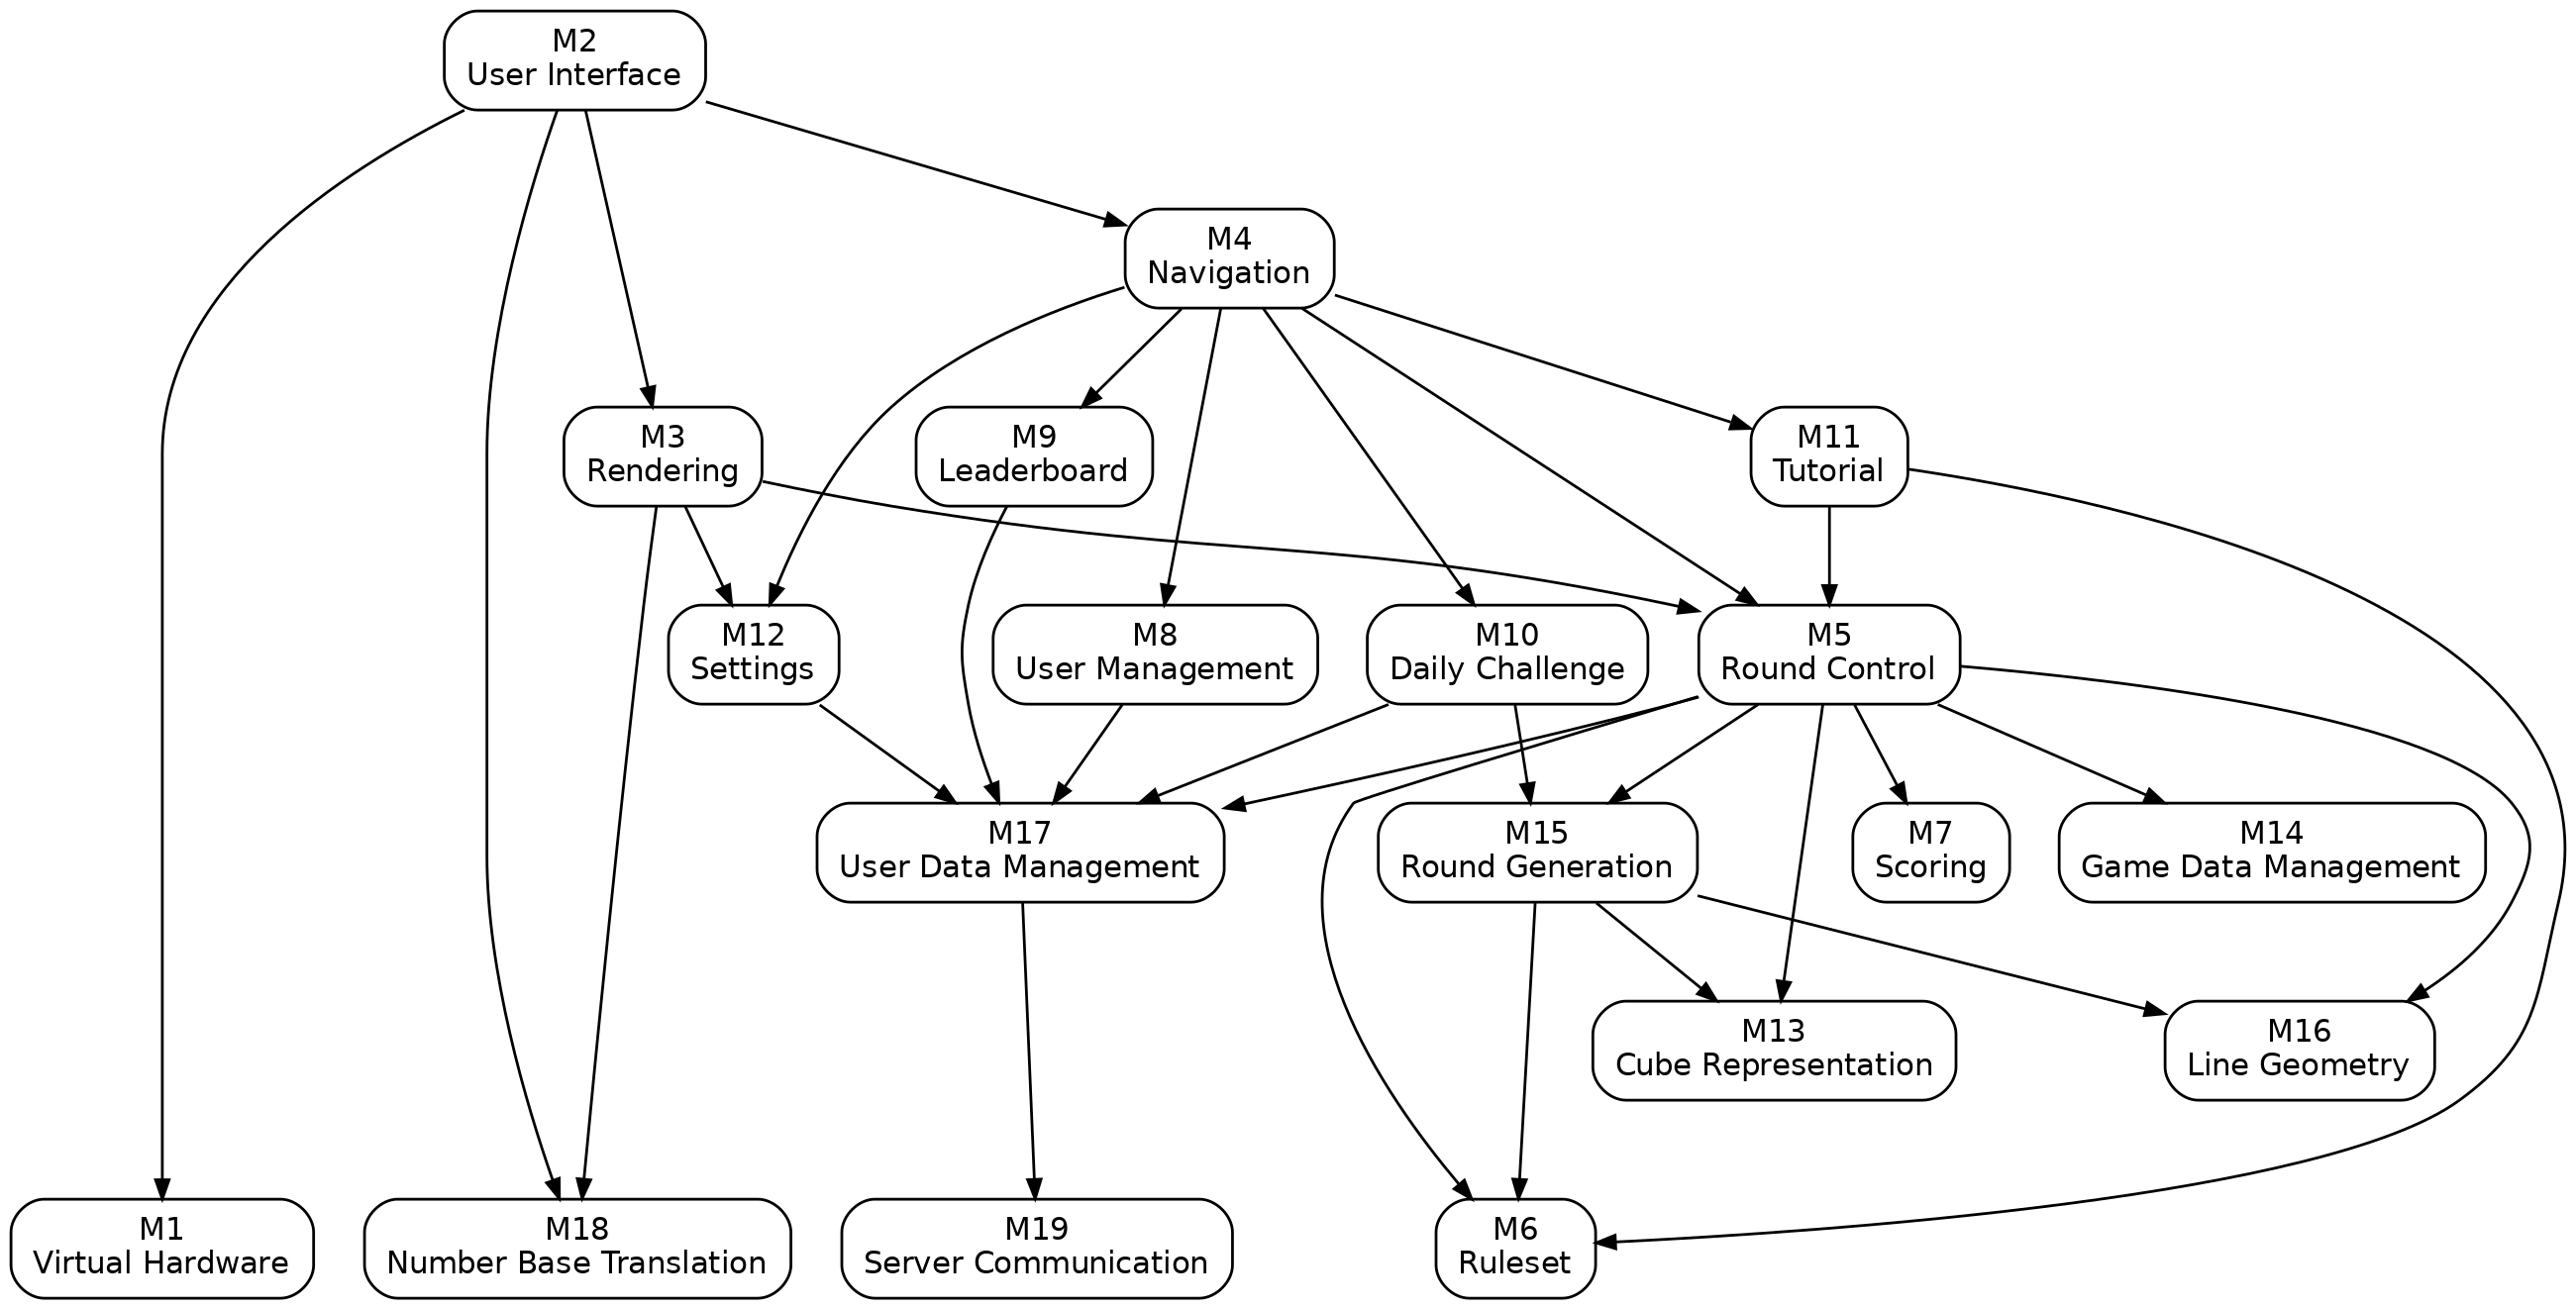 M2
User Interface
M4
Navigation
M3
Rendering
M9
Leaderboard
M11
Tutorial
M12
Settings
M8
User Management
M10
Daily Challenge
M5
Round Control
M17
User Data Management
M15
Round Generation
M7
Scoring
M14
Game Data Management
M13
Cube Representation
M16
Line Geometry
M1
Virtual Hardware
M18
Number Base Translation
M19
Server Communication
M6
Ruleset